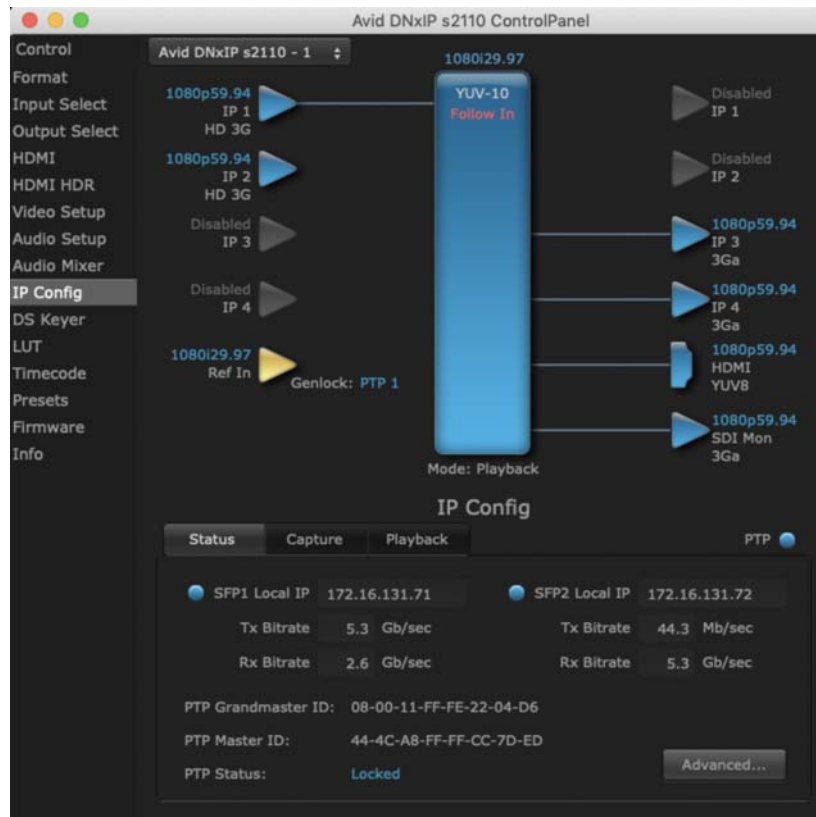 Avid DNxIP s2110 ControlPanel
Control
Format
Input Select
Output Select
HDMI
HDMI HDR
Video Setup
Audio Setup
Audio Mixer
IP Config
DS Keyer
LUT
Timecode
Presets
Firmware
Info
Avid DNxIP s2110 - 1
1080p59.94
IP 1
HD 3G
1080p59.94
IP 2
HD 3G
Disabled
IP 3
Disabled
IP 4
1080i29.97
Ref In
Genlock: PTP 1
1080i29.97
YUV-10
Follow In
Mode: Playback
Disabled
IP 1
Disabled
IP 2
1080p59.94
IP 3
3Ga
1080p59.94
IP 4
3Ga
1080p59.94
HDMI
YUV8
1080p59.94
SDI Mon
3Ga
IP Config
Status Capture Playback PTP
SFP1 Local IP 172.16.131.71 SFP2 Local IP 172.16.131.72
Tx Bitrate 5.3 Gb/sec Tx Bitrate 44.3 Mb/sec
Rx Bitrate 2.6 Gb/sec Rx Bitrate 5.3 Gb/sec
PTP Grandmaster ID: 08-00-11-FF-FE-22-04-D6
PTP Master ID: 44-4C-A8-FF-FF-CC-7D-ED
PTP Status: Locked
Advanced...